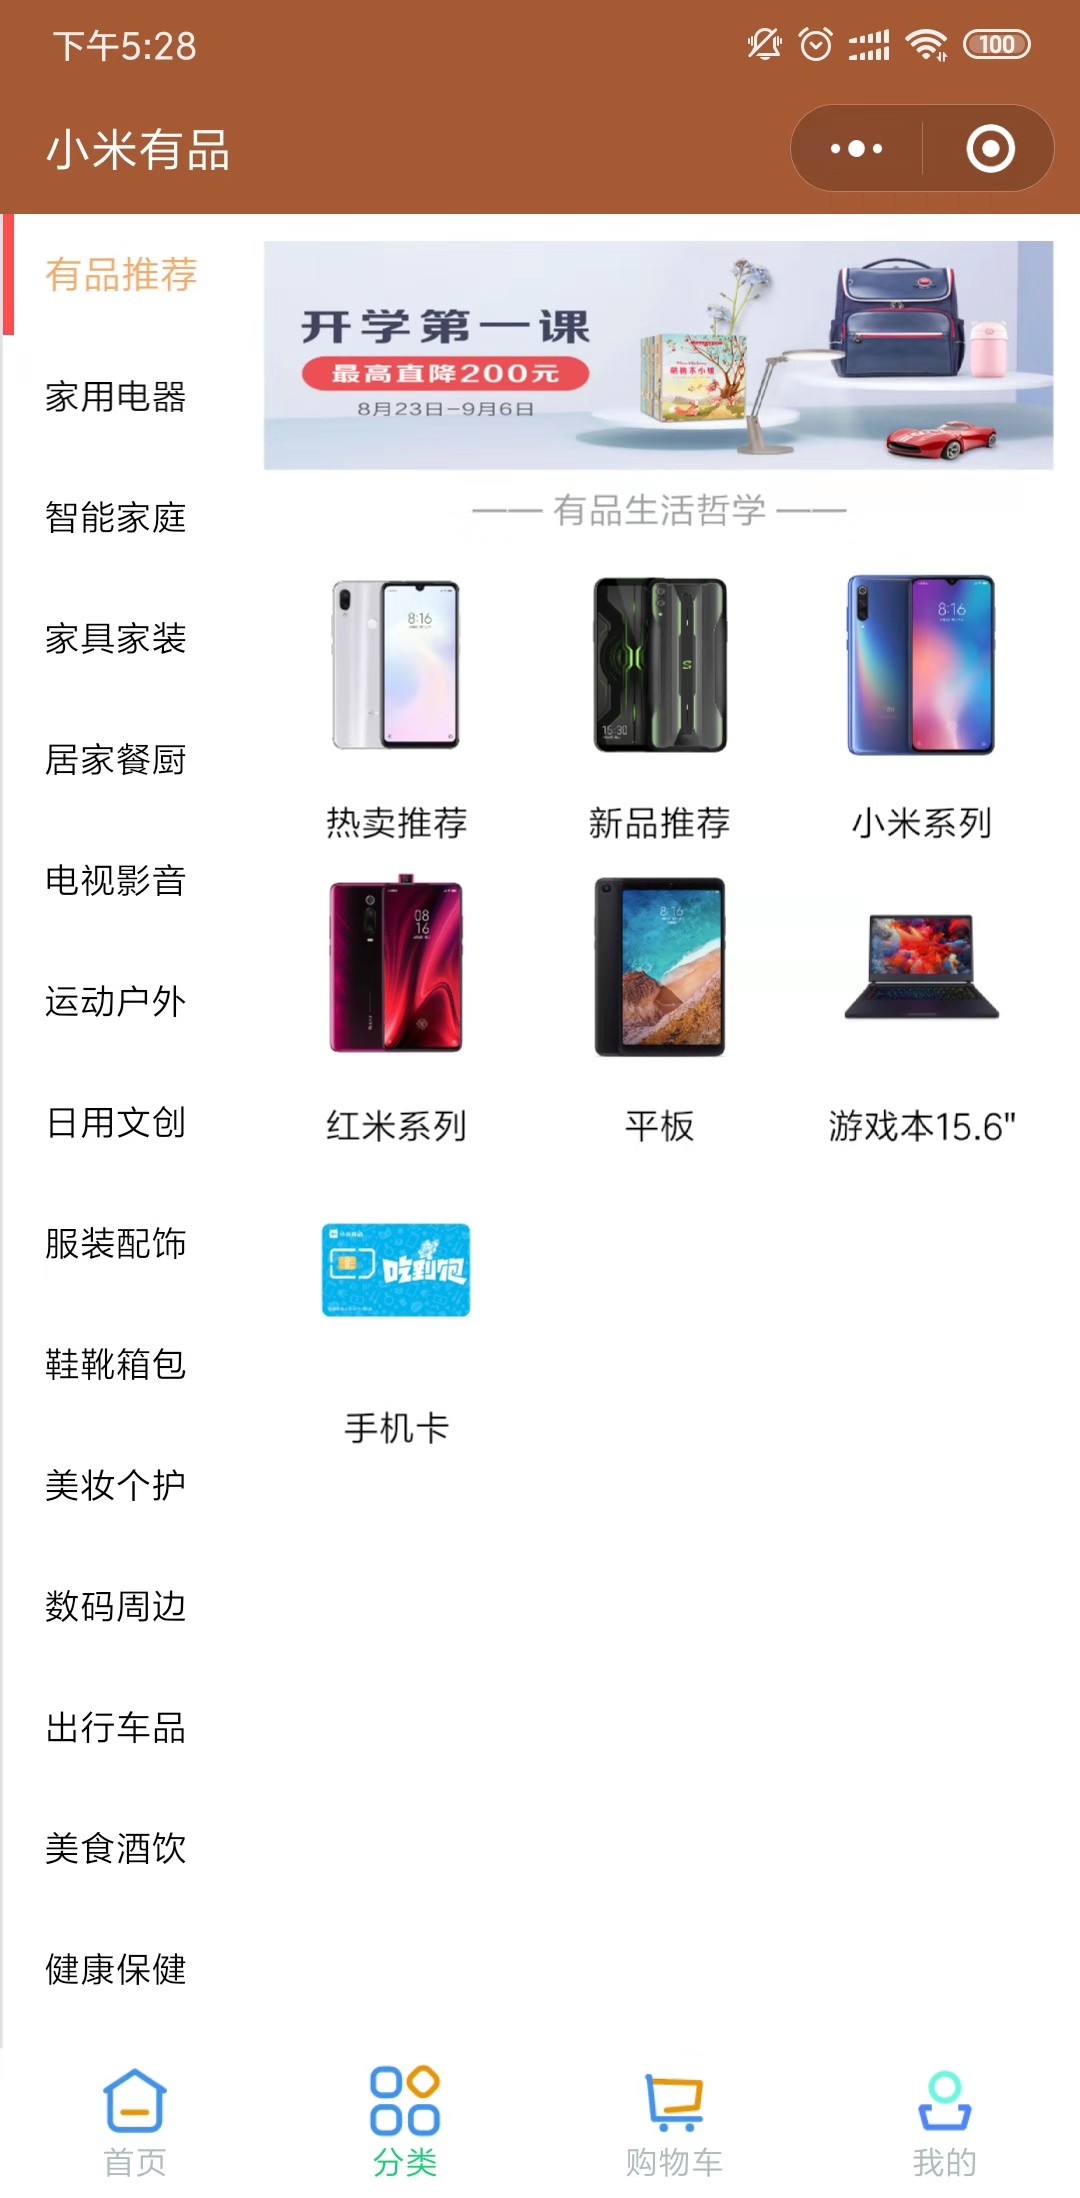 下午5:28
100
小米有品
有品推荐
家用电器
智能家庭
家具家装
居家餐厨
电视影音
运动户外
日用文创
服装配饰
鞋靴箱包
美妆个护
数码周边
出行车品
美食酒饮
健康保健
开学第一课
最高直降200元
8月23日-9月6日
—— 有品生活哲学 ——
8:16
15:30
8:16
热卖推荐
新品推荐
小米系列
08
16
8:16
红米系列
平板
游戏本15.6"
吃到饱
手机卡
首页
分类
购物车
我的